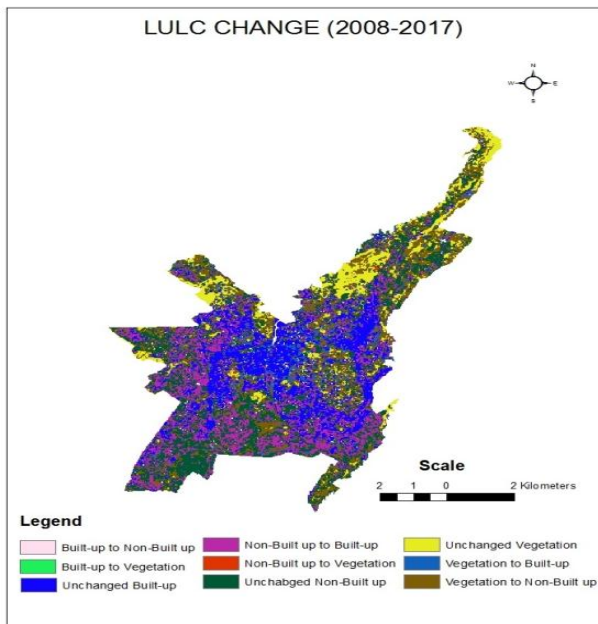 LULC CHANGE (2008-2017)
N
W E
S
Scale
2 1 0 2 Kilometers
Legend
Built-up to Non-Built up Non-Built up to Built-up Unchanged Vegetation
Built-up to Vegetation Non-Built up to Vegetation Vegetation to Built-up
Unchanged Built-up Unchabged Non-Built up Vegetation to Non-Built up